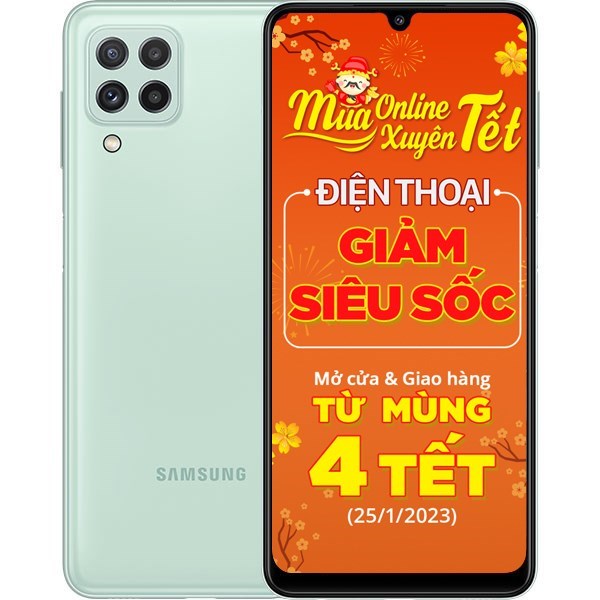 Mua Online
Xuyên Tết
ĐIỆN THOẠI
GIẢM
SIÊU SỐC
Mở cửa & Giao hàng
TỪ MÙNG
4 TẾT
(25/1/2023)
SAMSUNG